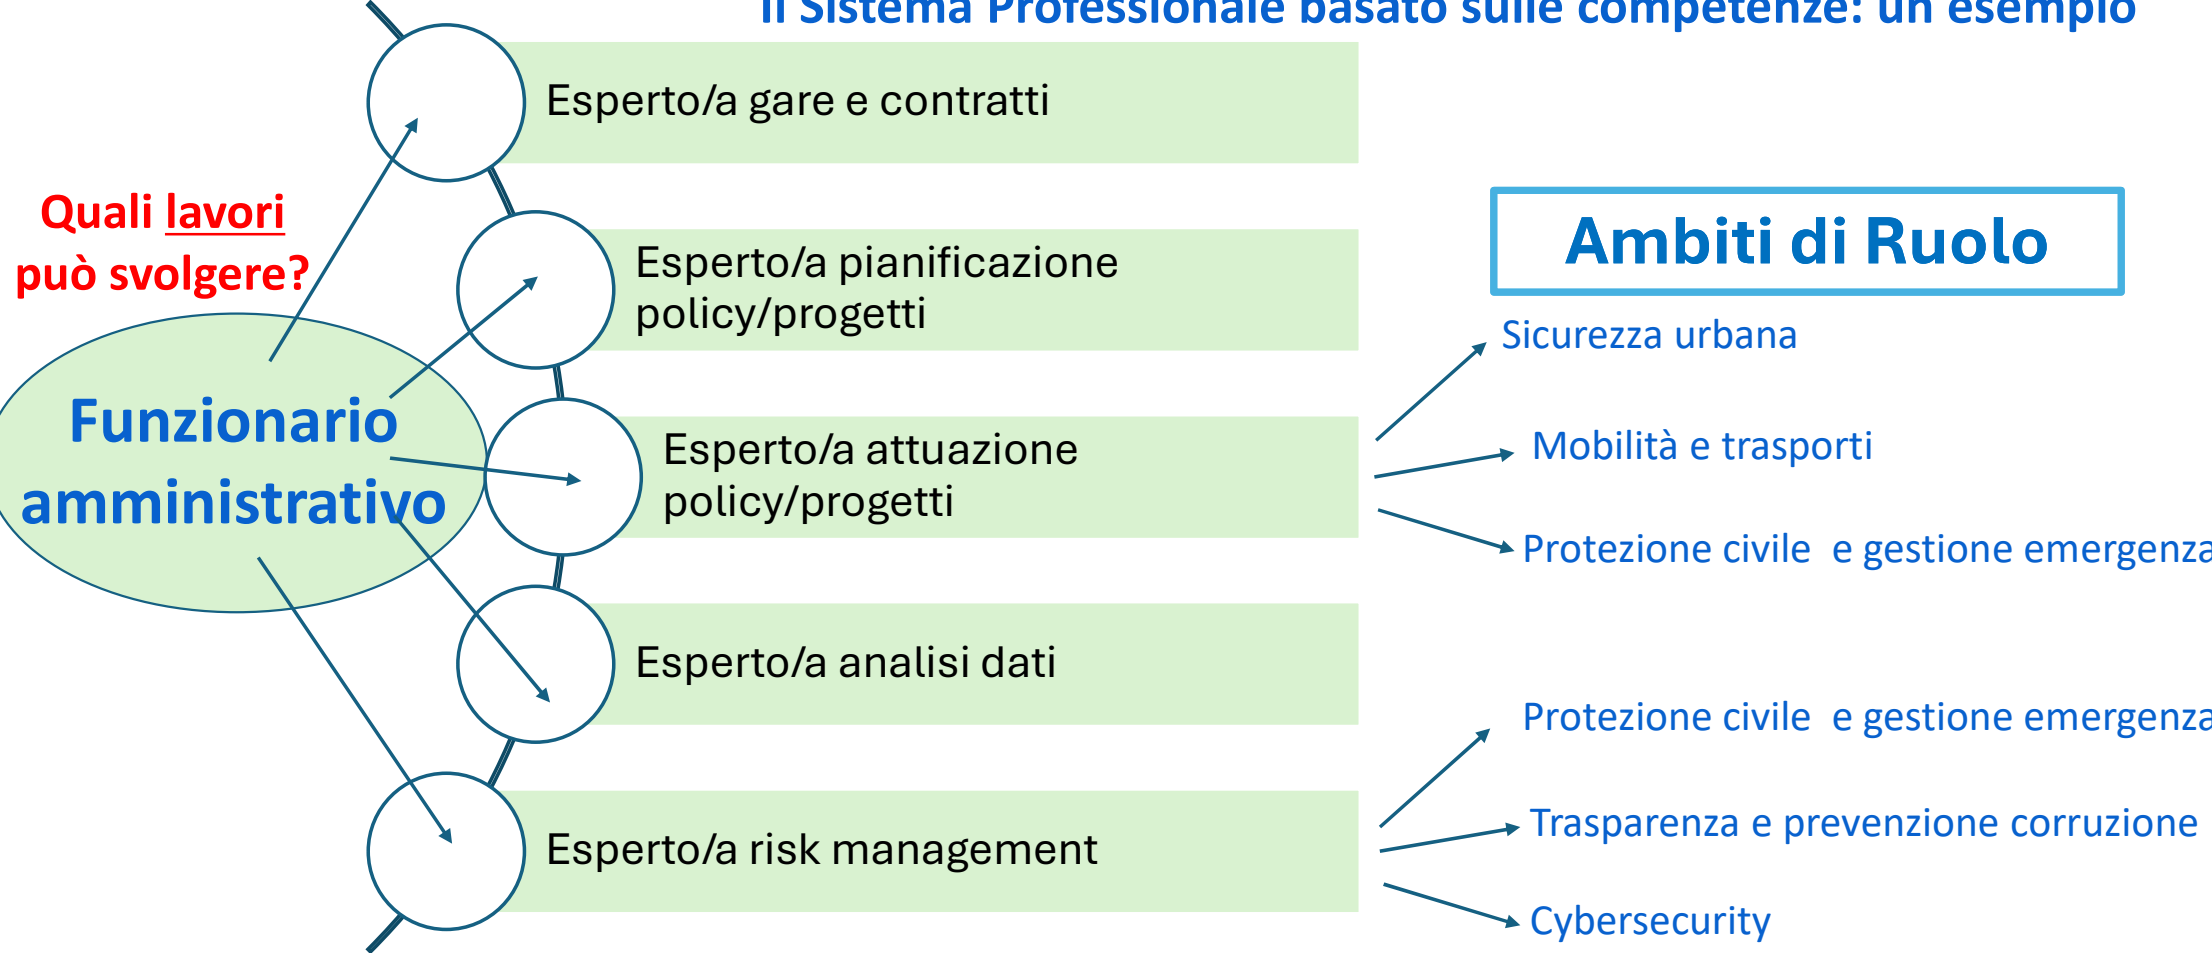 Il Sistema Professionale basato sulle competenze: un esempio
Esperto/a gare e contratti
Quali lavori
può svolgere?
Esperto/a pianificazione
policy/progetti
Ambiti di Ruolo
Sicurezza urbana
Funzionario
amministrativo
Esperto/a attuazione
policy/progetti
Mobilità e trasporti
Protezione civile  e gestione emergenza
Esperto/a analisi dati
Protezione civile  e gestione emergenza
Esperto/a risk management
Trasparenza e prevenzione corruzione
Cybersecurity